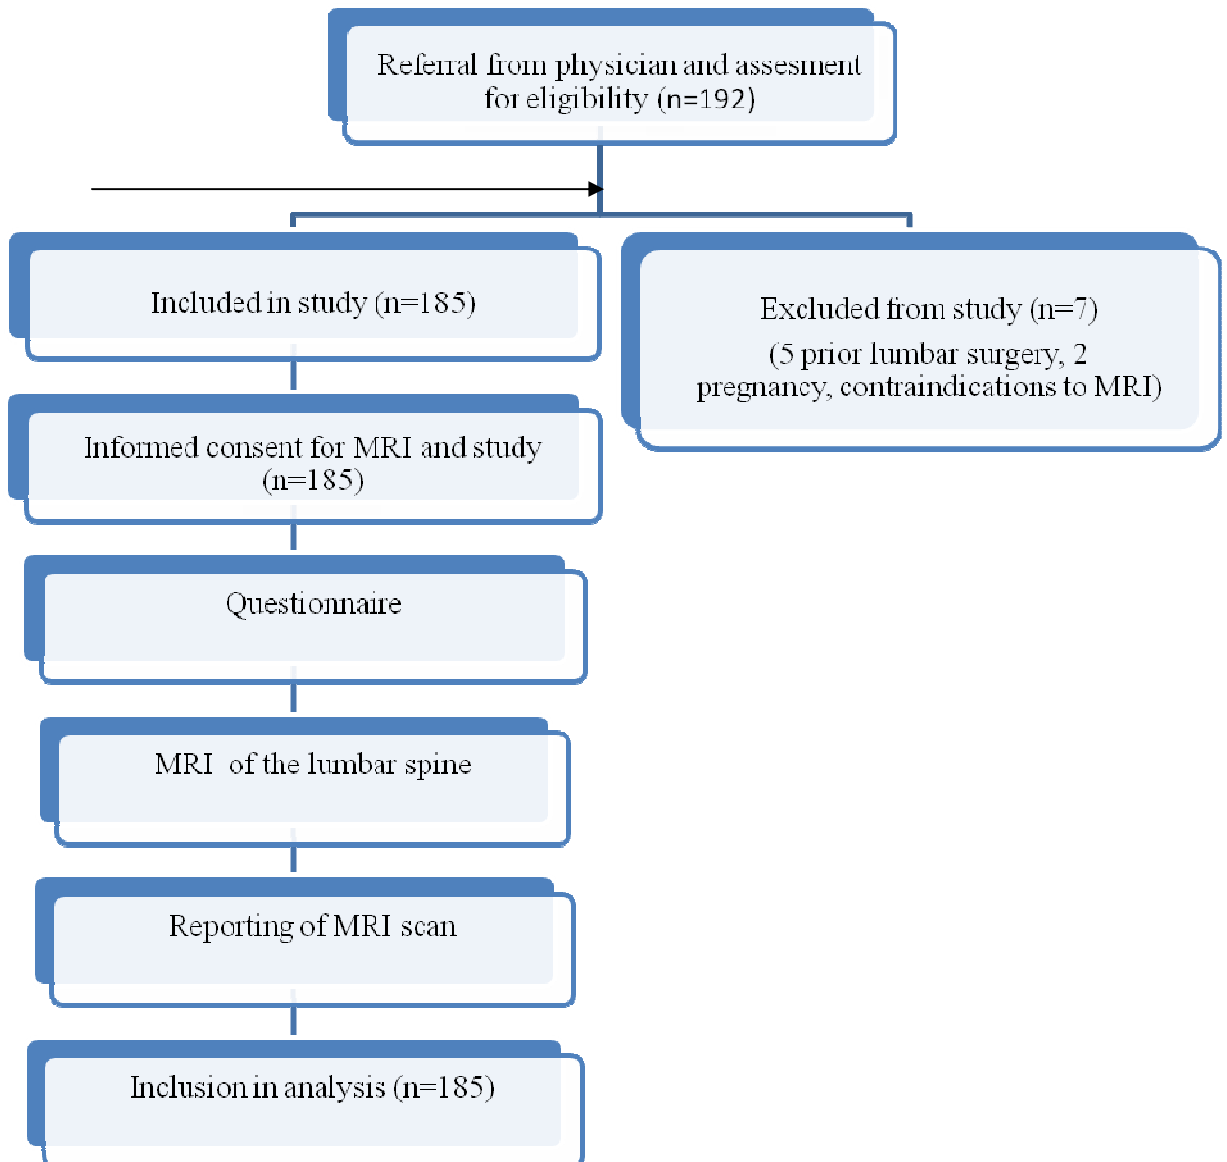 Referral from physician and assesment
for eligibility (n=192)
Included in study (n=185)
Excluded from study (n=7)
(5 prior lumbar surgery, 2
pregnancy, contraindications to MRI)
Informed consent for MRI and study
(n=185)
Questionnaire
MRI of the lumbar spine
Reporting of MRI scan
Inclusion in analysis (n=185)